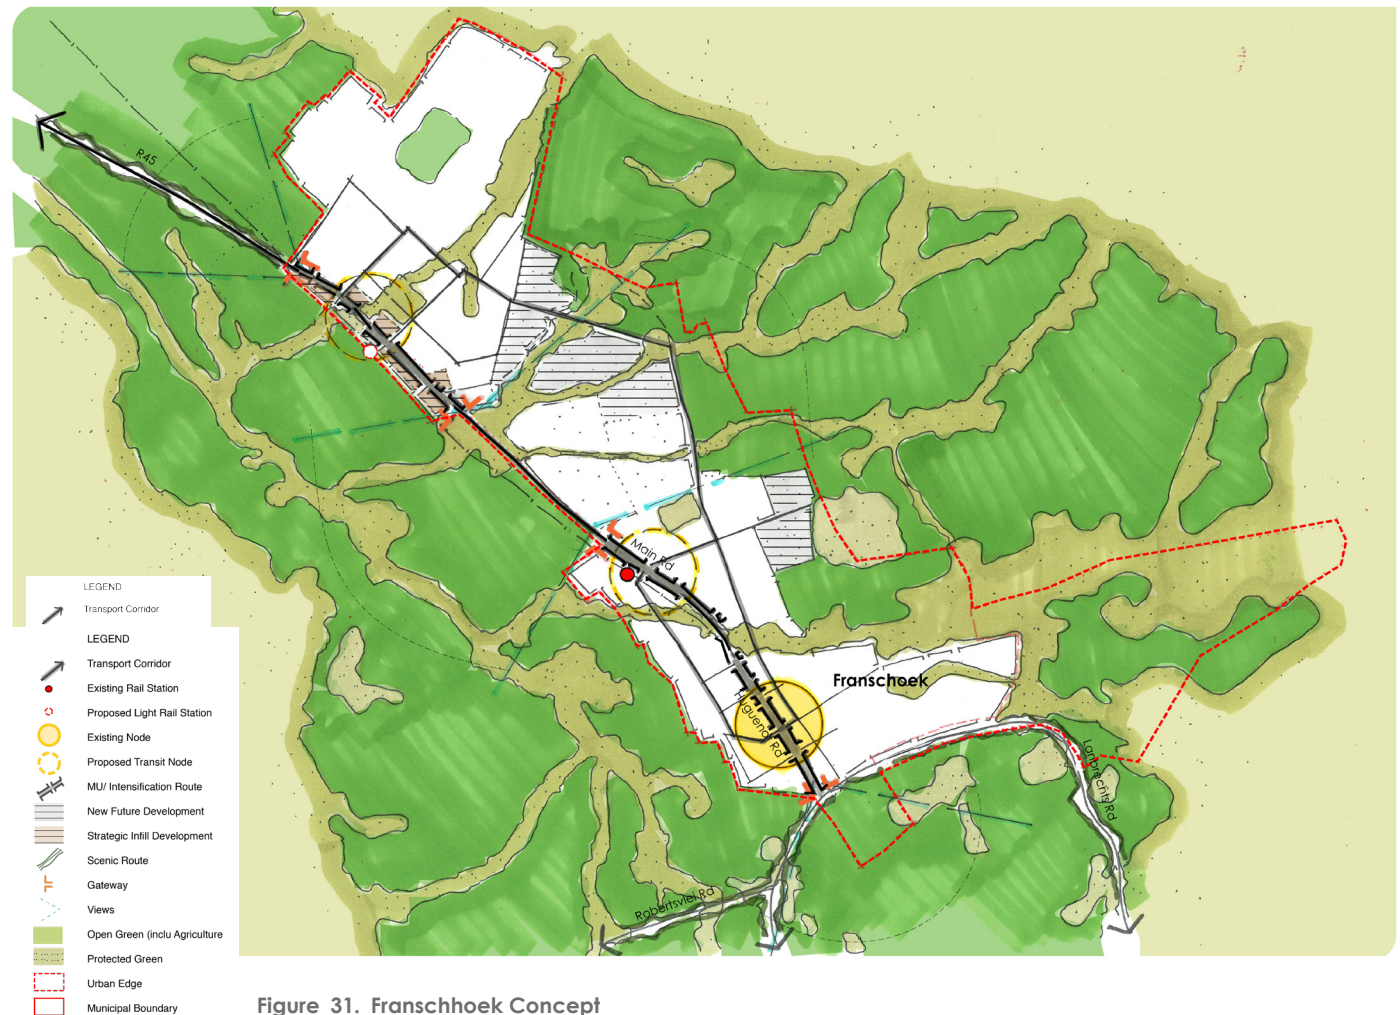 R45
Main Rd
Franschoek
Huguenot Rd
Lambrechts Rd
Robertsvlei Rd
LEGEND
Transport Corridor
LEGEND
Transport Corridor
Existing Rail Station
Proposed Light Rail Station
Existing Node
Proposed Transit Node
MU/ Intensification Route
New Future Development
Strategic Infill Development
Scenic Route
Gateway
Views
Open Green (inclu Agriculture
Protected Green
Urban Edge
Municipal Boundary
Figure 31. Franschhoek Concept